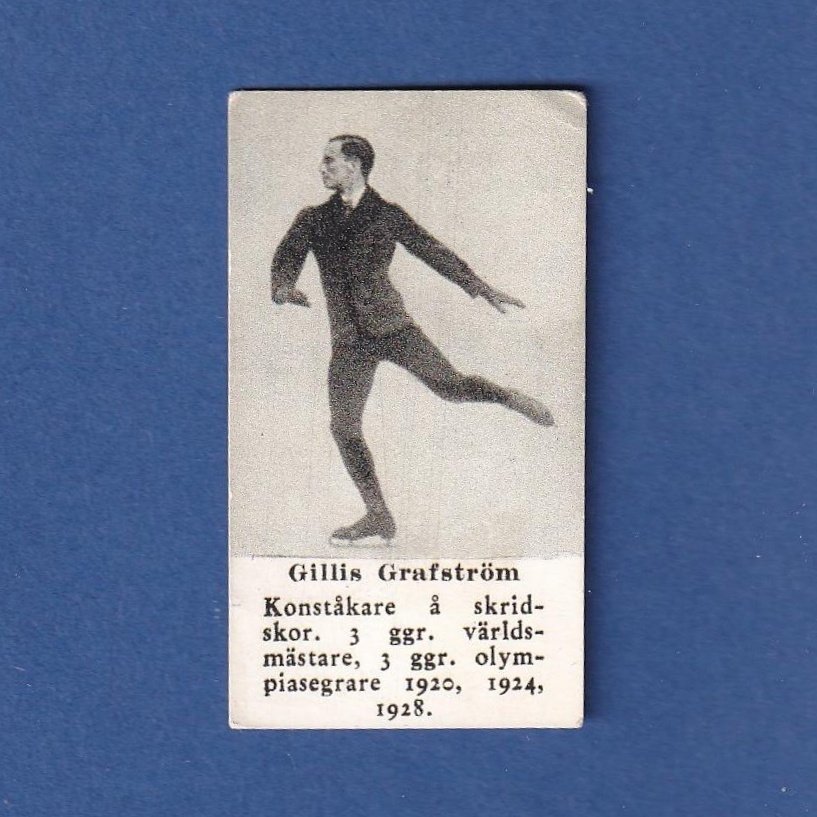 Gillis Grafström
Konståkare å skrid-
skor. 3 ggr. världs-
mästare, 3 ggr. olym-
piasegrare 1920, 1924,
1928.